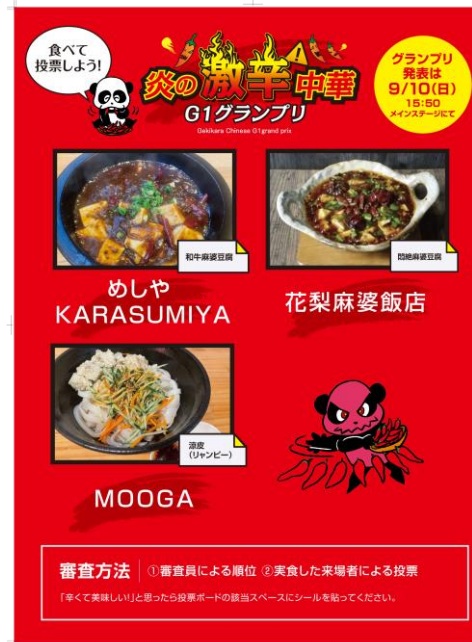 食べて
投票しよう!
炎の激辛中華
G1グランプリ
Gekikara Chinese G1grand prix
グランプリ
発表は
9/10(日)
15:50
メインステージにて
和牛麻婆豆腐
めしや
KARASUMIYA
悶絶麻婆豆腐
花梨麻婆飯店
涼皮
(リャンピー)
MOOGA
審査方法 ①審査員による順位 ②実食した来場者による投票
「辛くて美味しい!」と思ったら投票ボードの該当スペースにシールを貼ってください。